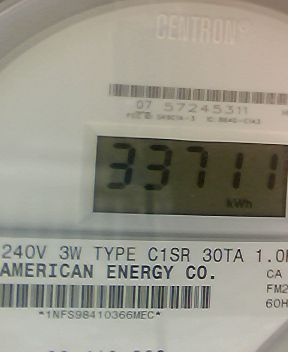 CENTRON®
07 57245311
33711
kWh
240V 3W TYPE C1SR 30TA 1.0
AMERICAN ENERGY CO.
CA
FM2
60H
*1NFS98410366MEC*